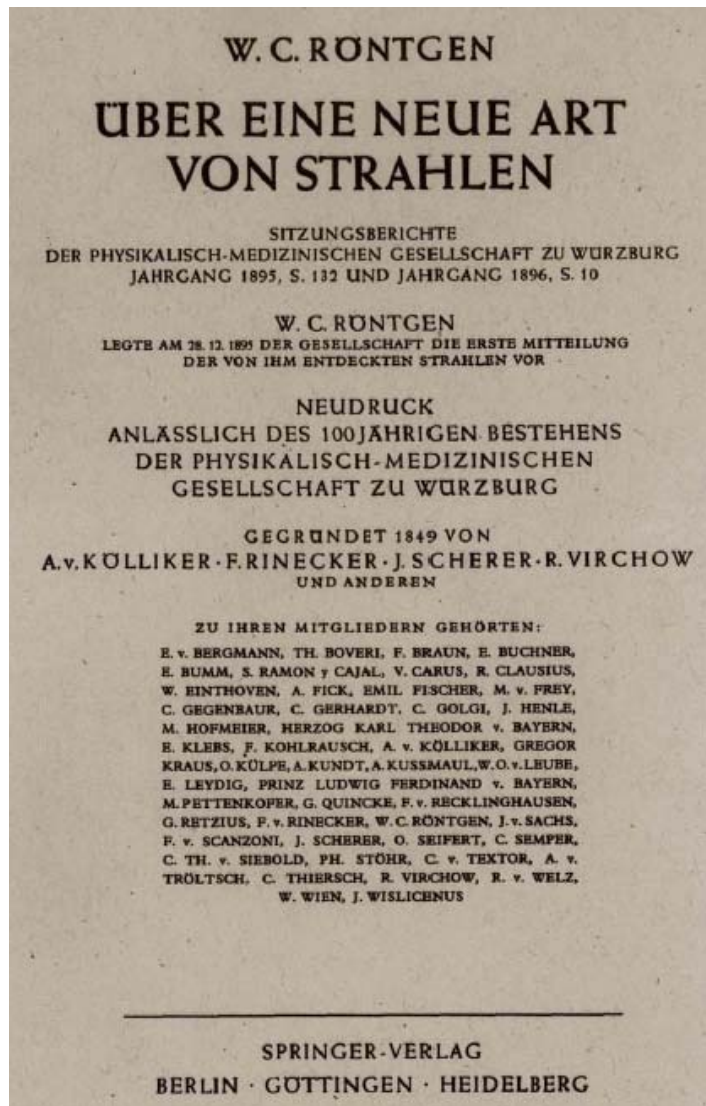 W. C. RÖNTGEN
ÜBER EINE NEUE ART
VON STRAHLEN
SITZUNGSBERICHTE
DER PHYSIKALISCH-MEDIZINISCHEN GESELLSCHAFT ZU WÜRZBURG
JAHRGANG 1895, S. 132 UND JAHRGANG 1896, S. 10
W. C. RÖNTGEN
LEGTE AM 28. 12. 1895 DER GESELLSCHAFT DIE ERSTE MITTEILUNG
DER VON IHM ENTDECKTEN STRAHLEN VOR
NEUDRUCK
ANLÄSSLICH DES 100JÄHRIGEN BESTEHENS
DER PHYSIKALISCH-MEDIZINISCHEN
GESELLSCHAFT ZU WÜRZBURG
GEGRÜNDET 1849 VON
A. v. KÖLLIKER · F. RINECKER · J. SCHERER · R. VIRCHOW
UND ANDEREN
ZU IHREN MITGLIEDERN GEHÖRTEN:
E. v. BERGMANN, TH. BOVERI, F. BRAUN, E. BUCHNER,
E. BUMM, S. RAMON y CAJAL, V. CARUS, R. CLAUSIUS,
W. EINTHOVEN, A. FICK, EMIL FISCHER, M. v. FREY,
C. GEGENBAUR, C. GERHARDT, C. GOLGI, J. HENLE,
M. HOFMEIER, HERZOG KARL THEODOR v. BAYERN,
E. KLEBS, F. KOHLRAUSCH, A. v. KÖLLIKER, GREGOR
KRAUS, O. KÜLPE, A. KUNDT, A. KUSSMAUL, W. O. v. LEUBE,
E. LEYDIG, PRINZ LUDWIG FERDINAND v. BAYERN,
M. PETTENKOFER, G. QUINCKE, F. v. RECKLINGHAUSEN,
G. RETZIUS, F. v. RINECKER, W. C. RÖNTGEN, J. v. SACHS,
F. v. SCANZONI, J. SCHERER, O. SEIFERT, C. SEMPER,
C. TH. v. SIEBOLD, PH. STÖHR, C. v. TEXTOR, A. v.
TRÖLTSCH, C. THIERSCH, R. VIRCHOW, R. v. WELZ,
W. WIEN, J. WISLICENUS
SPRINGER-VERLAG
BERLIN · GÖTTINGEN · HEIDELBERG